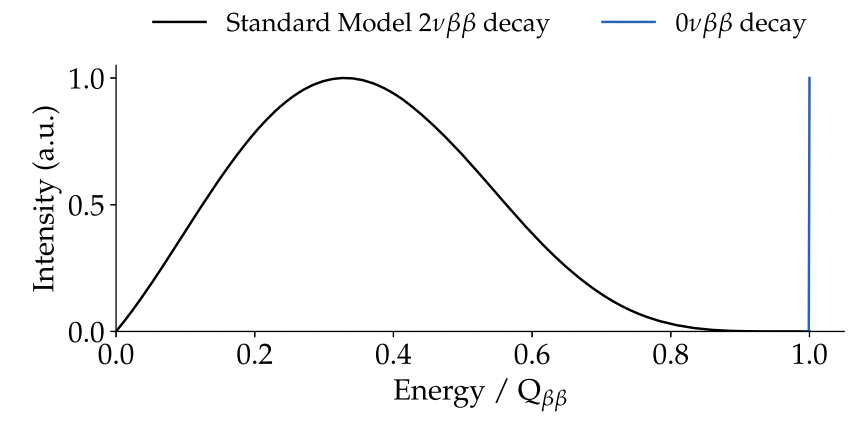 Standard Model 2νββ decay 0νββ decay
1.0
0.5
0.0
Intensity (a.u.)
0.0 0.2 0.4 0.6 0.8 1.0
Energy / Qββ